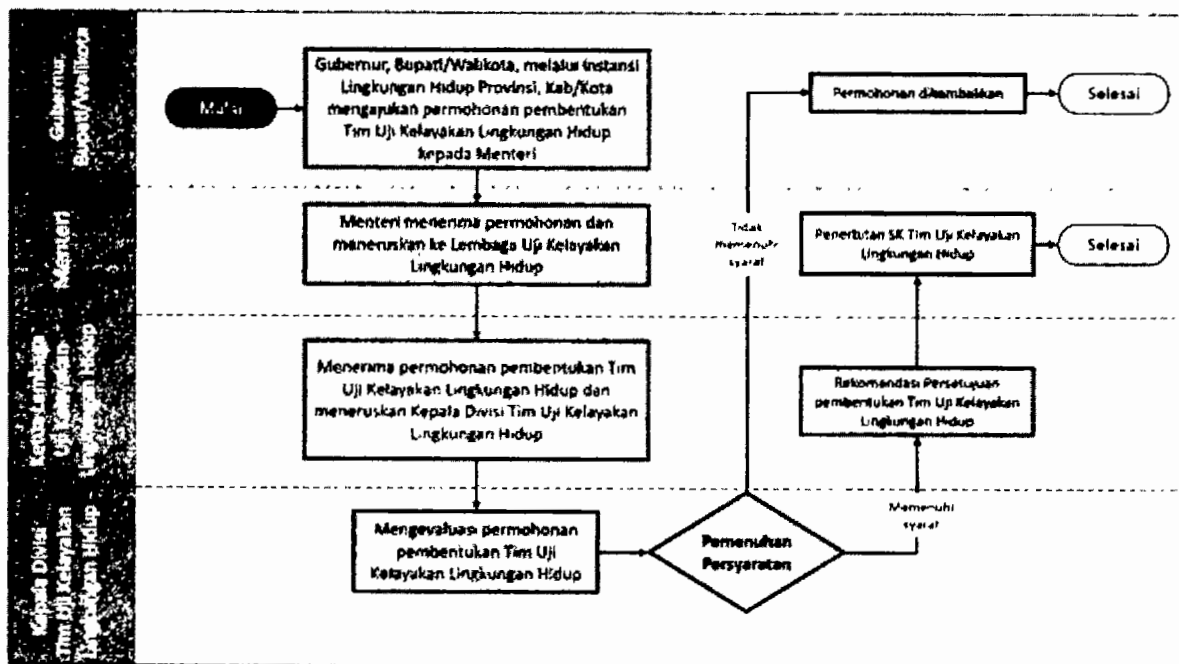 Gubernur,
Bupati/Walikota
Mulai
Gubernur, Bupati/Walikota, melalui Instansi
Lingkungan Hidup Provinsi, Kab/Kota
mengajukan permohonan pembentukan
Tim Uji Kelayakan Lingkungan Hidup
kepada Menteri
Permohonan dikembalikan
Selesai
Menteri
Menteri menerima permohonan dan
meneruskan ke Lembaga Uji Kelayakan
Lingkungan Hidup
Tidak
memenuhi
syarat
Penerbitan SK Tim Uji Kelayakan
Lingkungan Hidup
Selesai
Ketua Lembaga
Uji Kelayakan
Lingkungan Hidup
Menerima permohonan pembentukan Tim
Uji Kelayakan Lingkungan Hidup dan
meneruskan Kepala Divisi Tim Uji Kelayakan
Lingkungan Hidup
Rekomendasi Persetujuan
pembentukan Tim Uji Kelayakan
Lingkungan Hidup
Kepala Divisi
Tim Uji Kelayakan
Lingkungan Hidup
Mengevaluasi permohonan
pembentukan Tim Uji
Kelayakan Lingkungan Hidup
Pemenuhan
Persyaratan
Memenuhi
syarat